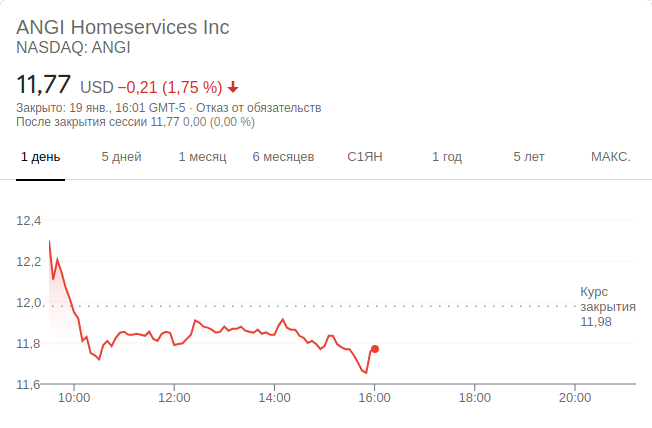 ANGI Homeservices Inc
NASDAQ: ANGI
11,77 USD −0,21 (1,75 %)
Закрыто: 19 янв., 16:01 GMT-5 · Отказ от обязательств
После закрытия сессии 11,77 0,00 (0,00 %)
1 день 5 дней 1 месяц 6 месяцев С1ЯН 1 год 5 лет МАКС.
12,4
12,2
12,0
11,8
11,6
Курс
закрытия
11,98
10:00 12:00 14:00 16:00 18:00 20:00